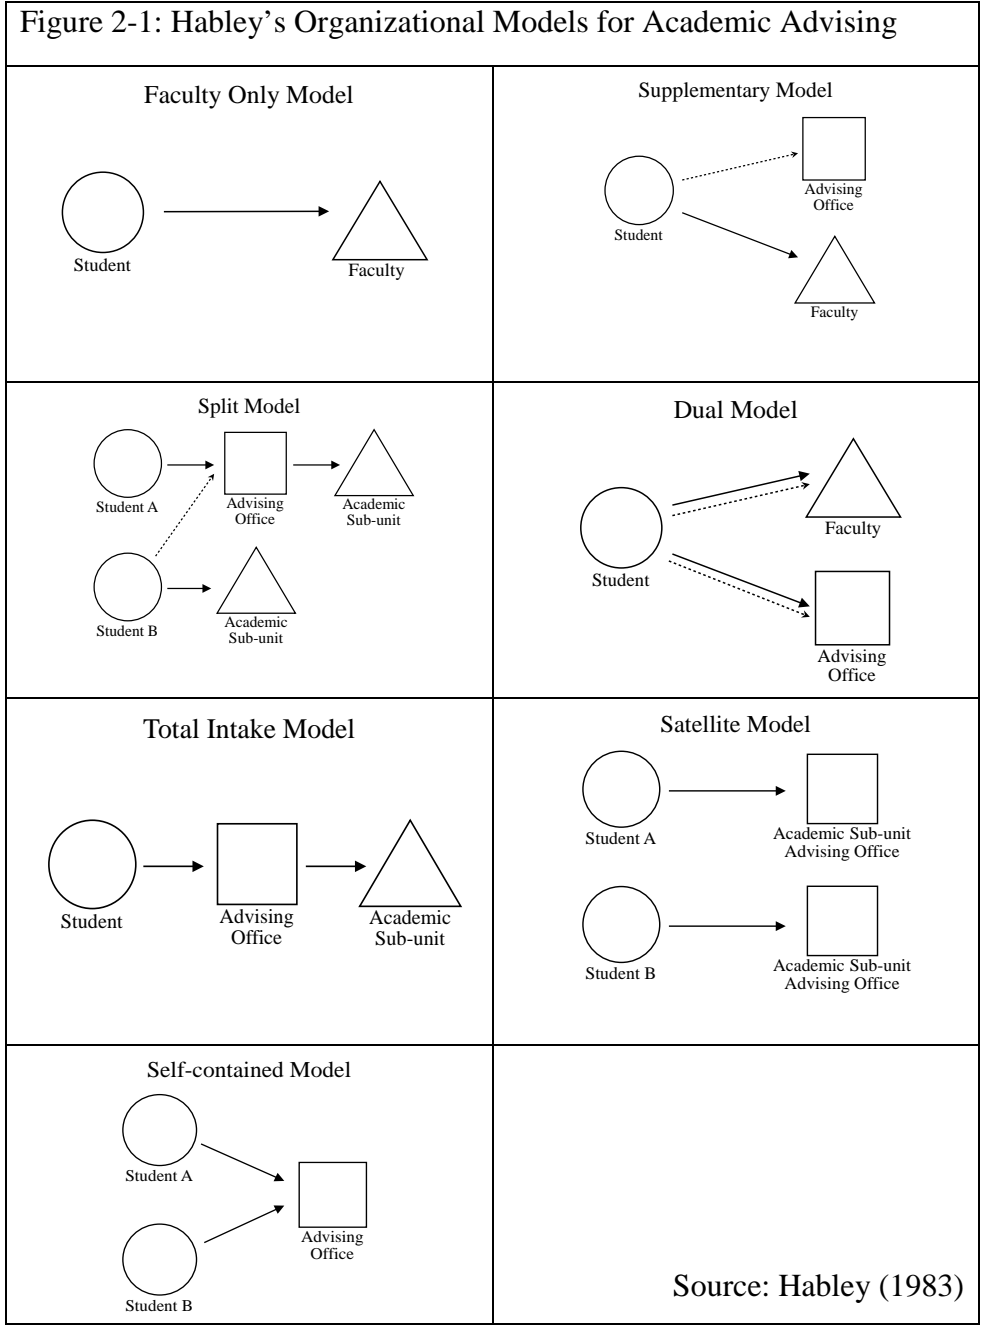 Figure 2-1: Habley’s Organizational Models for Academic Advising
Faculty Only Model
Student
Faculty
Supplementary Model
Advising
Office
Student
Faculty
Split Model
Student A
Advising
Office
Academic
Sub-unit
Student B
Academic
Sub-unit
Dual Model
Faculty
Student
Advising
Office
Total Intake Model
Student
Advising
Office
Academic
Sub-unit
Satellite Model
Student A
Academic Sub-unit
Advising Office
Student B
Academic Sub-unit
Advising Office
Self-contained Model
Student A
Advising
Office
Student B
Source: Habley (1983)